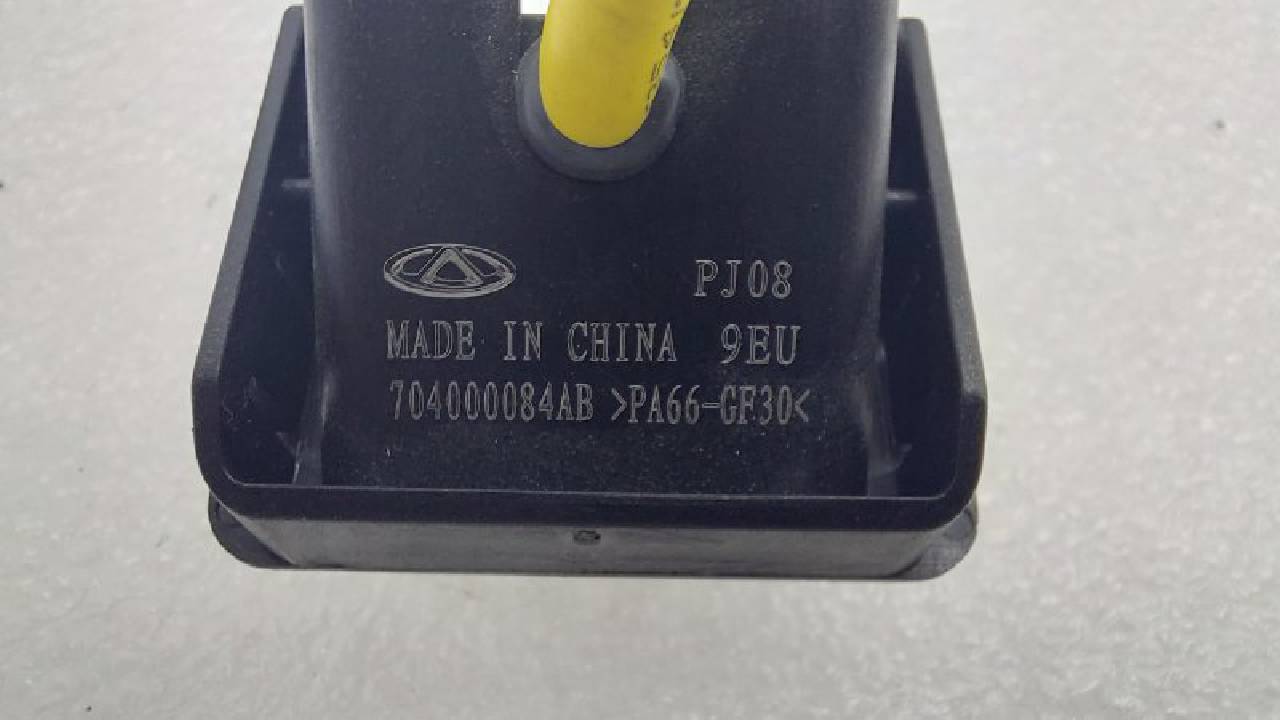 PJ08
MADE IN CHINA 9EU
704000084AB >PA66-GF30<